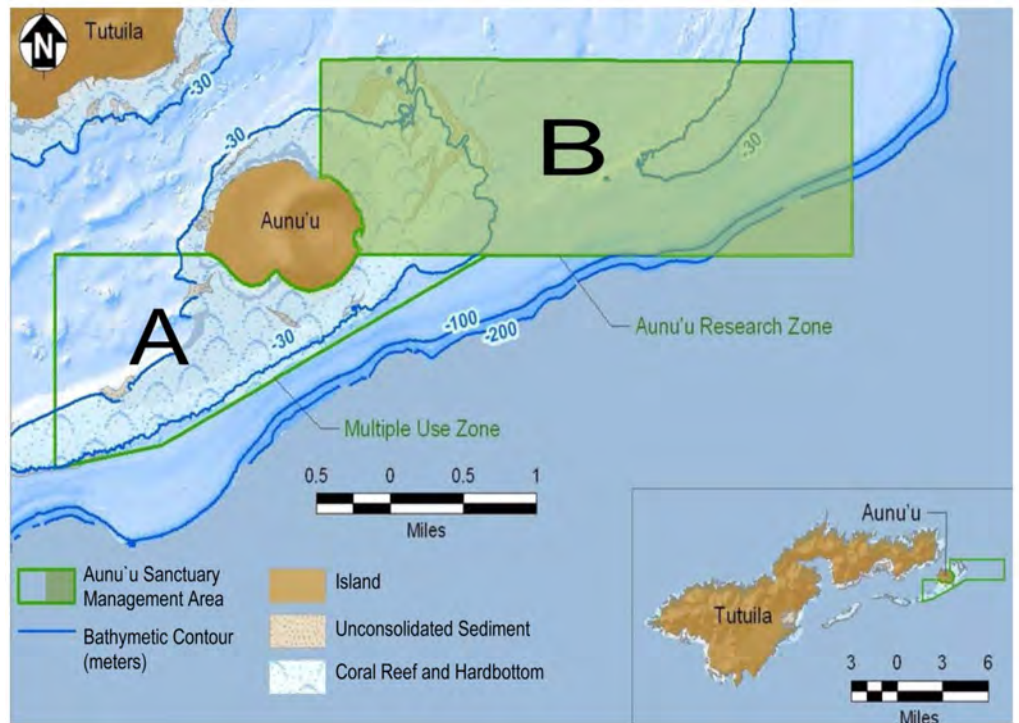 N
Tutuila
-30
-30
B
-30
Aunu'u
A
-30
-100
-200
Aunu'u Research Zone
Multiple Use Zone
0.5 0 0.5 1
Miles
Aunu`u Sanctuary
Management Area
Bathymetic Contour
(meters)
Island
Unconsolidated Sediment
Coral Reef and Hardbottom
Aunu'u
Tutuila
3 0 3 6
Miles